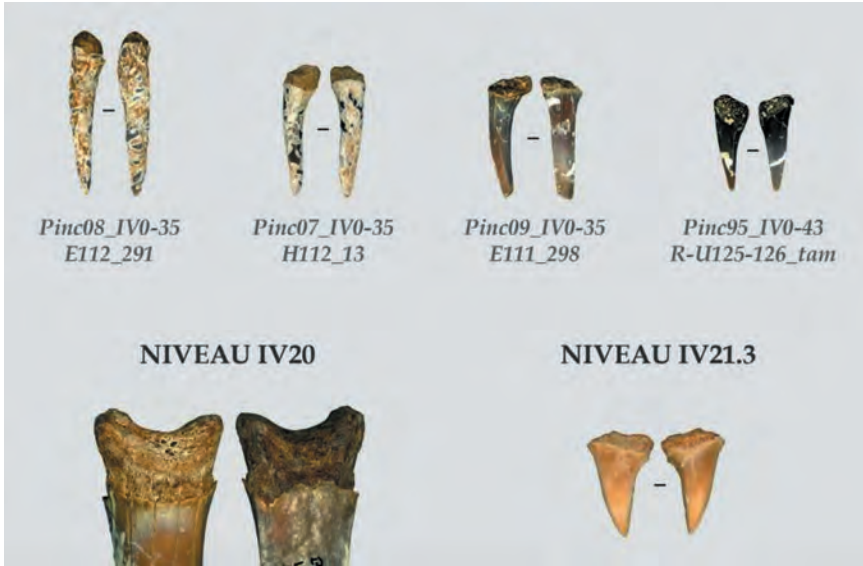 Pinc08_IV0-35
E112_291
Pinc07_IV0-35
H112_13
Pinc09_IV0-35
E111_298
Pinc95_IV0-43
R-U125-126_tam
NIVEAU IV20
NIVEAU IV21.3